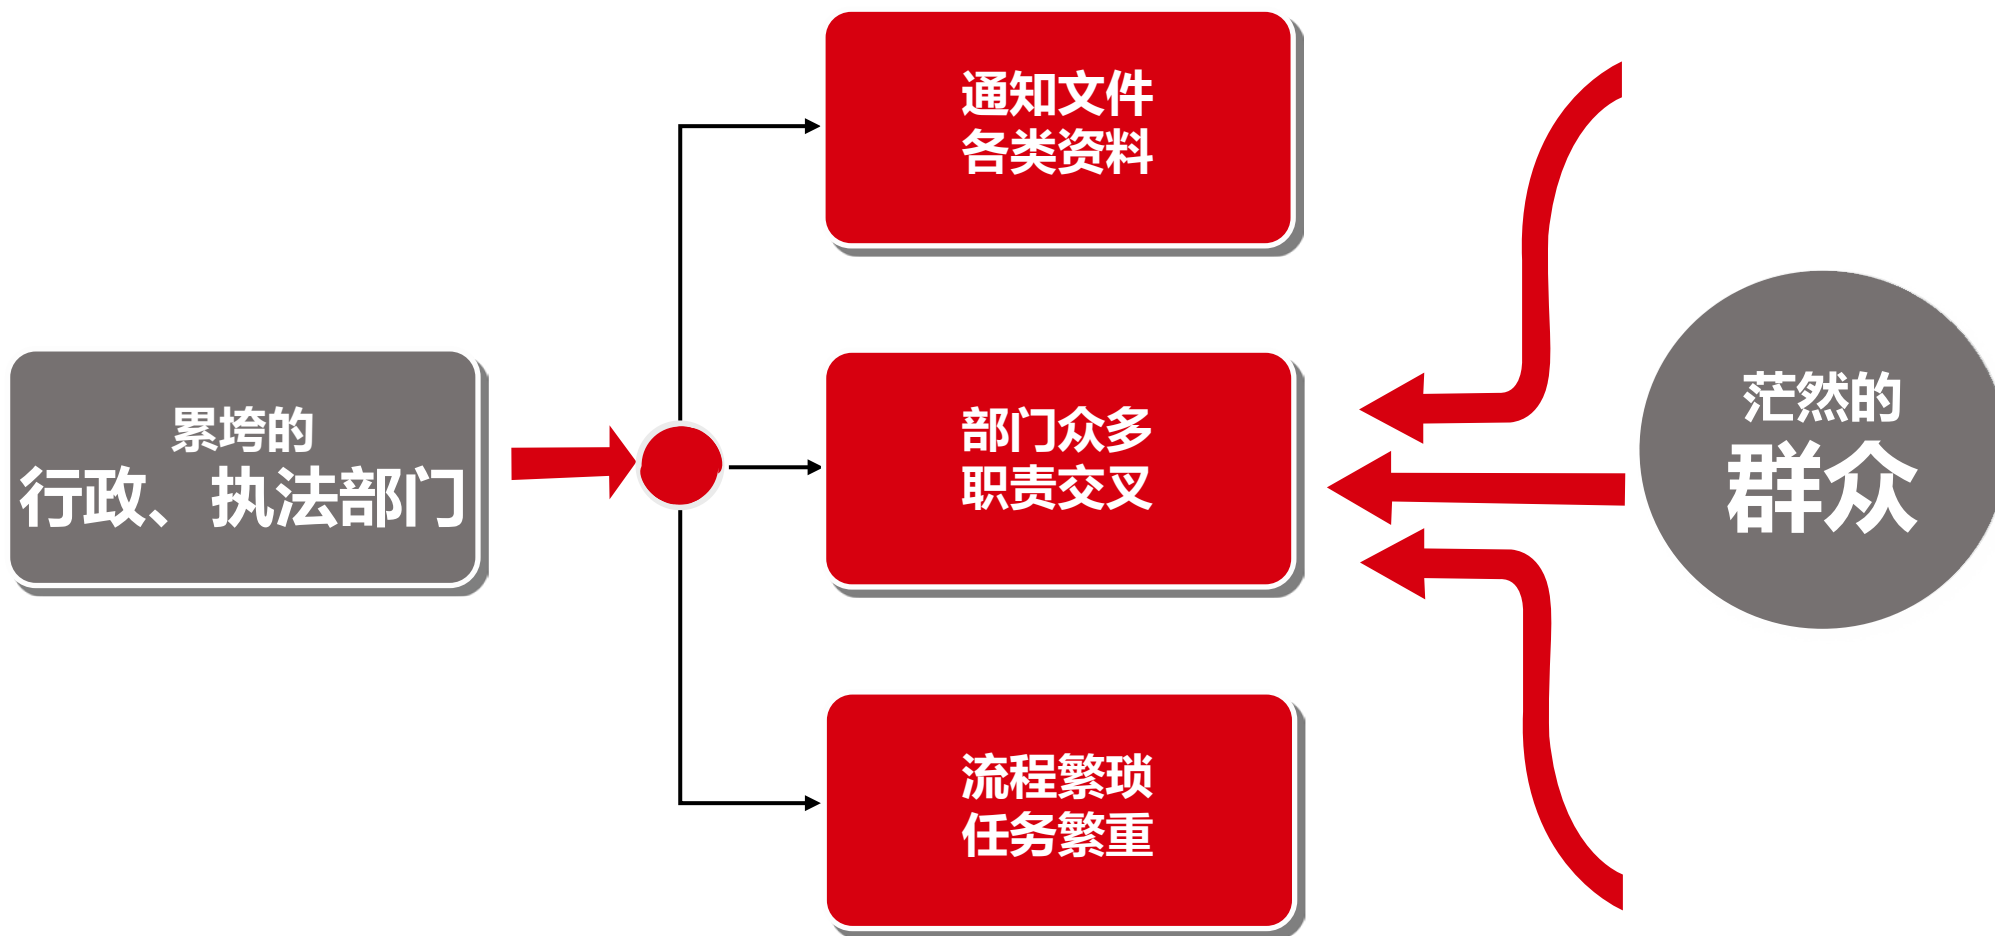 累垮的
行政、执法部门
通知文件
各类资料
部门众多
职责交叉
流程繁琐
任务繁重
茫然的
群众